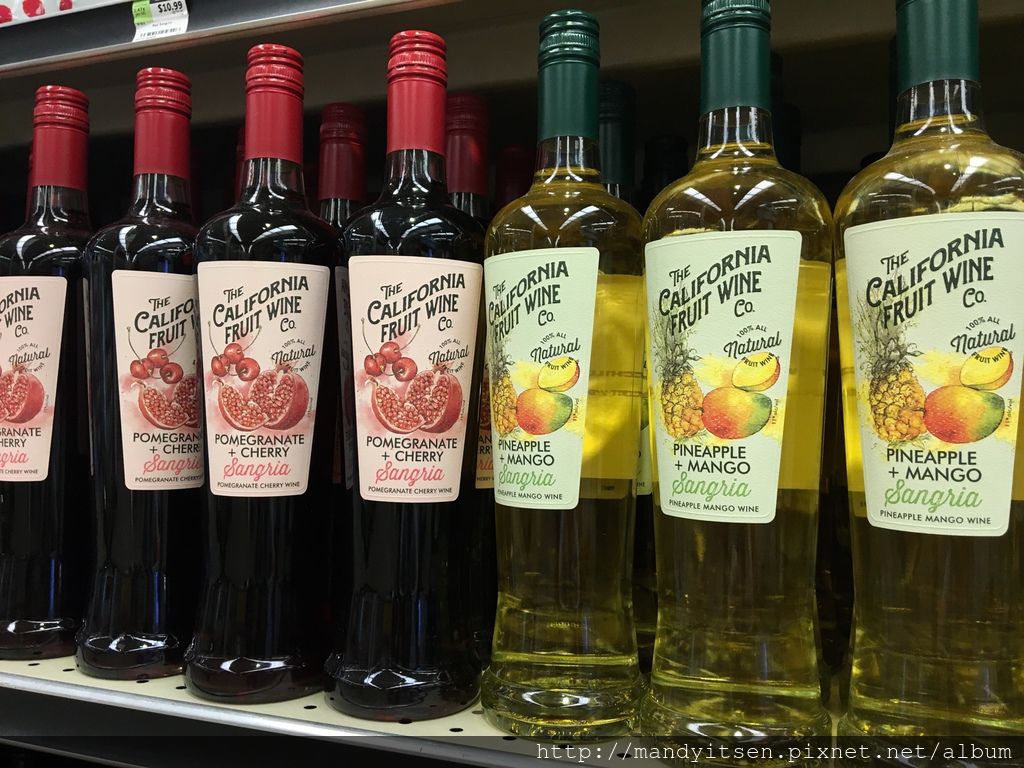 $10.99
CALIFORNIA
FRUIT WINE
Co.
Natural
POMEGRANATE
+ CHERRY
Sangria
POMEGRANATE CHERRY WINE
THE
CALIFORNIA
FRUIT
POMEGRANATE
+ CHERRY
Sangria
POMEGRANATE CHERRY
THE
CALIFORNIA
FRUIT WINE
Co.
100% ALL
Natural
FRUIT WINE
POMEGRANATE
+ CHERRY
Sangria
POMEGRANATE CHERRY WINE
THE
CALIFORNIA
FRUIT WINE
Co.
100% ALL
Natural
FRUIT WINE
POMEGRANATE
+ CHERRY
Sangria
POMEGRANATE CHERRY WINE
THE
CALIFORNIA
FRUIT WINE
Co.
100% ALL
Natural
FRUIT WINE
PINEAPPLE
+ MANGO
Sangria
PINEAPPLE MANGO WINE
THE
CALIFORNIA
FRUIT WINE
Co.
100% ALL
Natural
FRUIT WINE
PINEAPPLE
+ MANGO
Sangria
PINEAPPLE MANGO WINE
THE
CALIFORNIA
FRUIT WINE
Co.
100% ALL
Natural
FRUIT WINE
PINEAPPLE
+ MANGO
Sangria
PINEAPPLE MANGO WINE
http://mandyitsen.pixnet.net/album